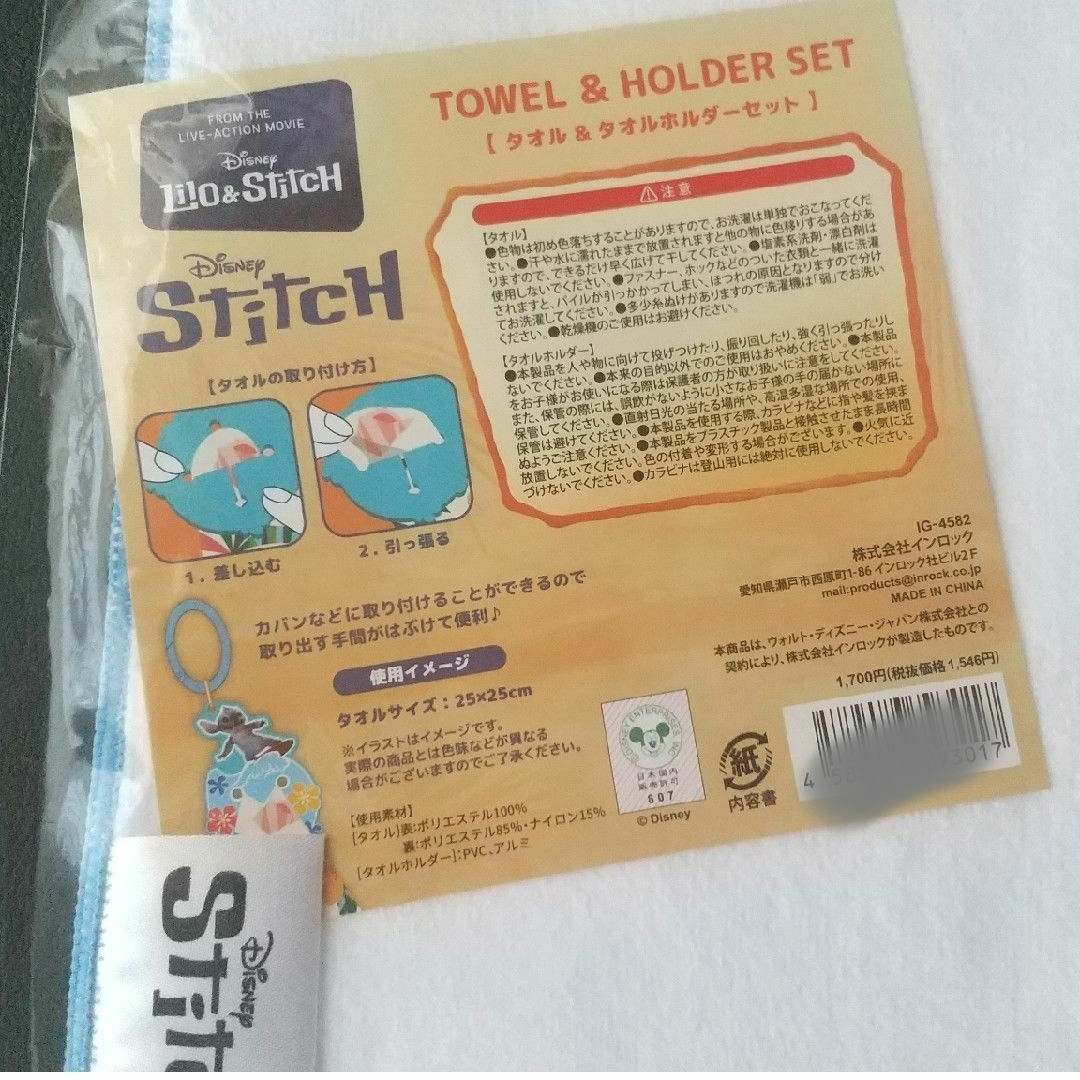 FROM THE
LIVE-ACTION MOVIE
Disney
Lilo & Stitch
Disney
Stitch
TOWEL & HOLDER SET
【 タオル & タオルホルダーセット 】
⚠注意
【タオル】
●色物は初め色落ちすることがありますので、お洗濯は単独でおこなってくだ
さい。●汗や水に濡れたままで放置されますと他の物に色移りする場合があ
りますので、できるだけ早く広げて干してください。●塩素系洗剤・漂白剤は
使用しないでください。●ファスナー、ホックなどのついた衣類と一緒に洗濯
されますと、パイルが引っかかってしまい、ほつれの原因となりますので分け
てお洗濯してください。●多少糸ぬけがありますので洗濯機は「弱」でお洗い
ください。●乾燥機のご使用はお避けください。
【タオルホルダー】
●本製品を人や物に向けて投げつけたり、振り回したり、強く引っ張ったりし
ないでください。●本来の目的以外でのご使用はおやめください。●本製品
をお子様がお使いになる際は保護者の方が取り扱いに注意をしてください。
また、保管の際には、誤飲がないように小さなお子様の手の届かない場所に
保管してください。●直射日光の当たる場所や、高湿多湿な場所での使用、
保管は避けてください。●本製品を使用する際、カラビナなどに指や髪を挟ま
ぬようご注意ください。●本製品をプラスチック製品と接触させたまま長時間
放置しないでください。色の付着や変形する場合がございます。●火気に近
づけないでください。●カラビナは登山用には絶対に使用しないでください。
【タオルの取り付け方】
1. 差し込む
2. 引っ張る
カバンなどに取り付けることができるので
取り出す手間がはぶけて便利♪
使用イメージ
タオルサイズ：25×25cm
※イラストはイメージです。
実際の商品とは色味などが異なる
場合がございますのでご了承ください。
【使用素材】
[タオル]表:ポリエステル100%
裏:ポリエステル85%・ナイロン15%
[タオルホルダー]:PVC、アルミ
IG-4582
株式会社インロック
愛知県瀬戸市西原町1-86 インロック社ビル2F
mail:products@inrock.co.jp
MADE IN CHINA
本商品は、ウォルト・ディズニー・ジャパン株式会社との
契約により、株式会社インロックが製造したものです。
1,700円(税抜価格 1,546円)
©DISNEY ENTERPRISES INC.
日本国内
販売許可
607
©Disney
紙
内容書
4
93017
Disney
Stitc